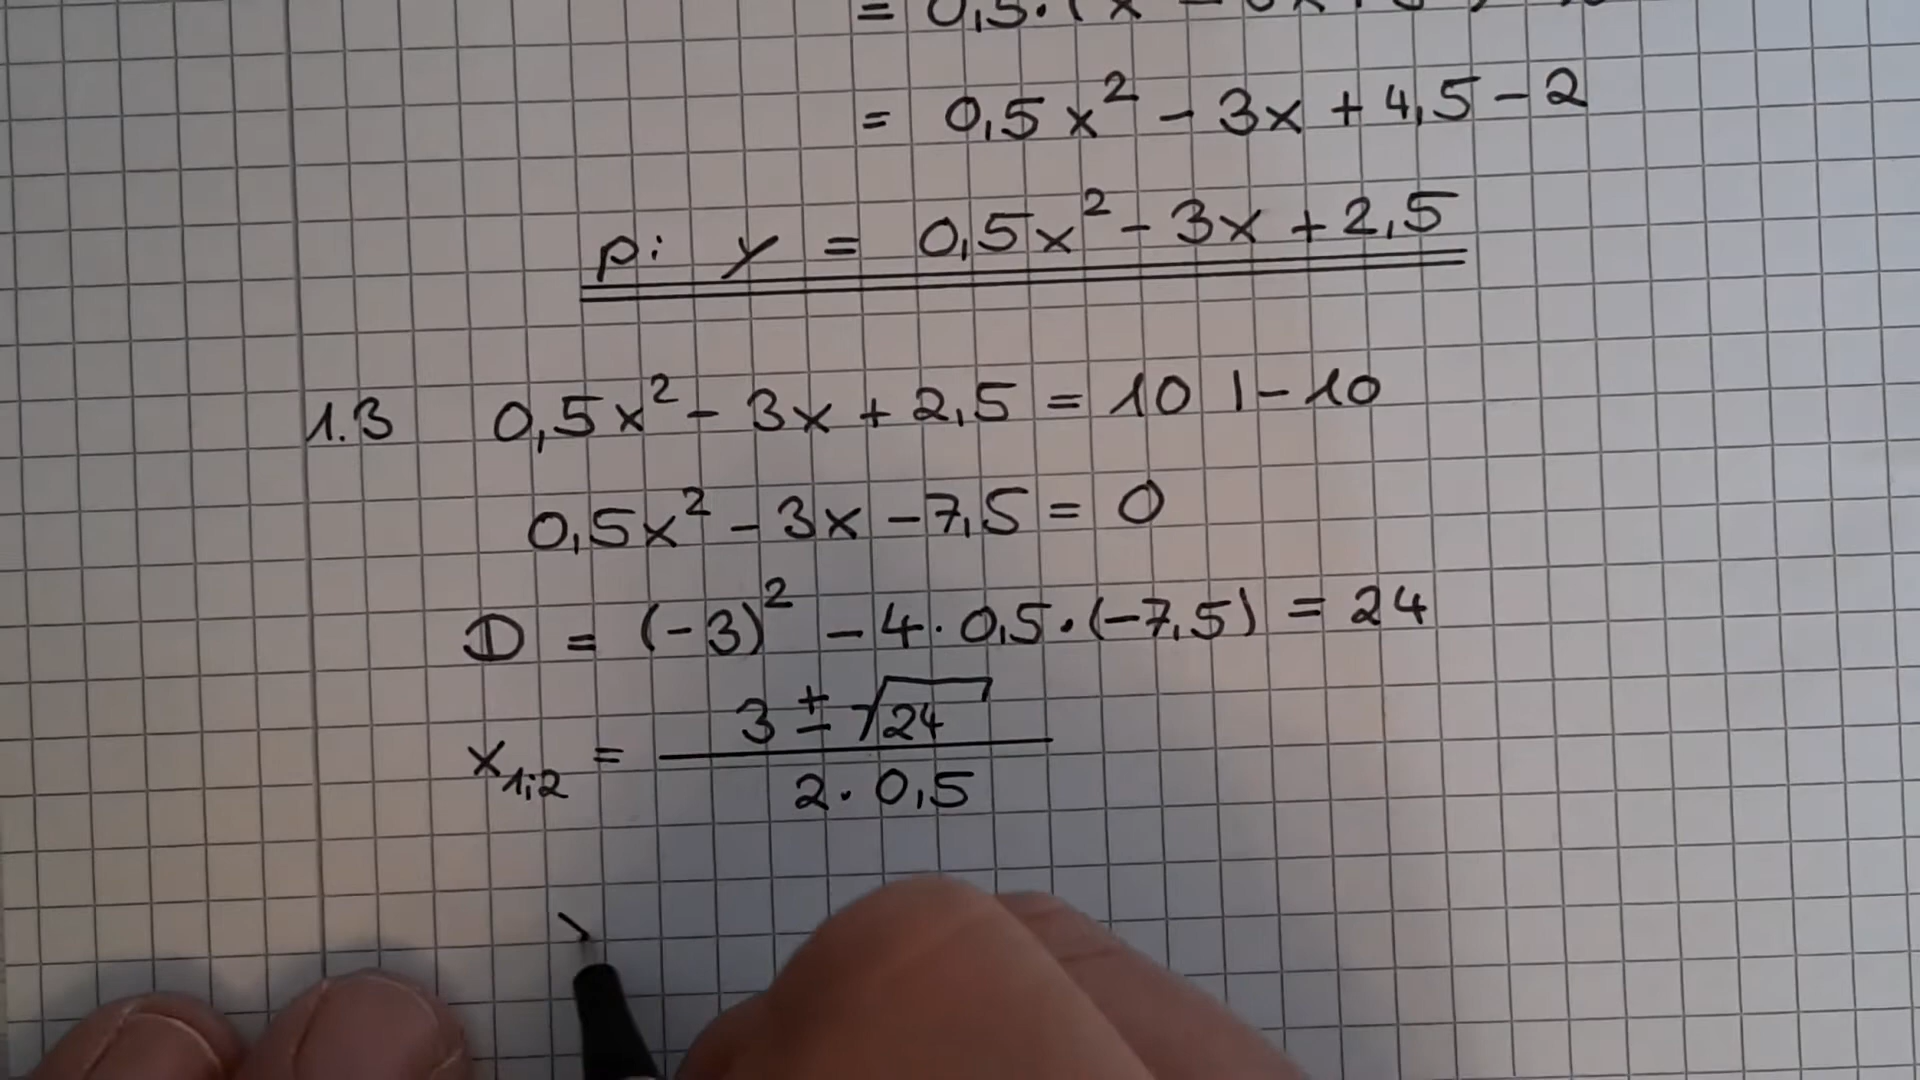 = 0,5·(x
= 0,5x² - 3x + 4,5 - 2
p: y = 0,5x² - 3x + 2,5
1.3 0,5x² - 3x + 2,5 = 10 | - 10
0,5x² - 3x - 7,5 = 0
D = (-3)² - 4·0,5·(-7,5) = 24
x₁;₂ = (3 ± √24) / (2·0,5)